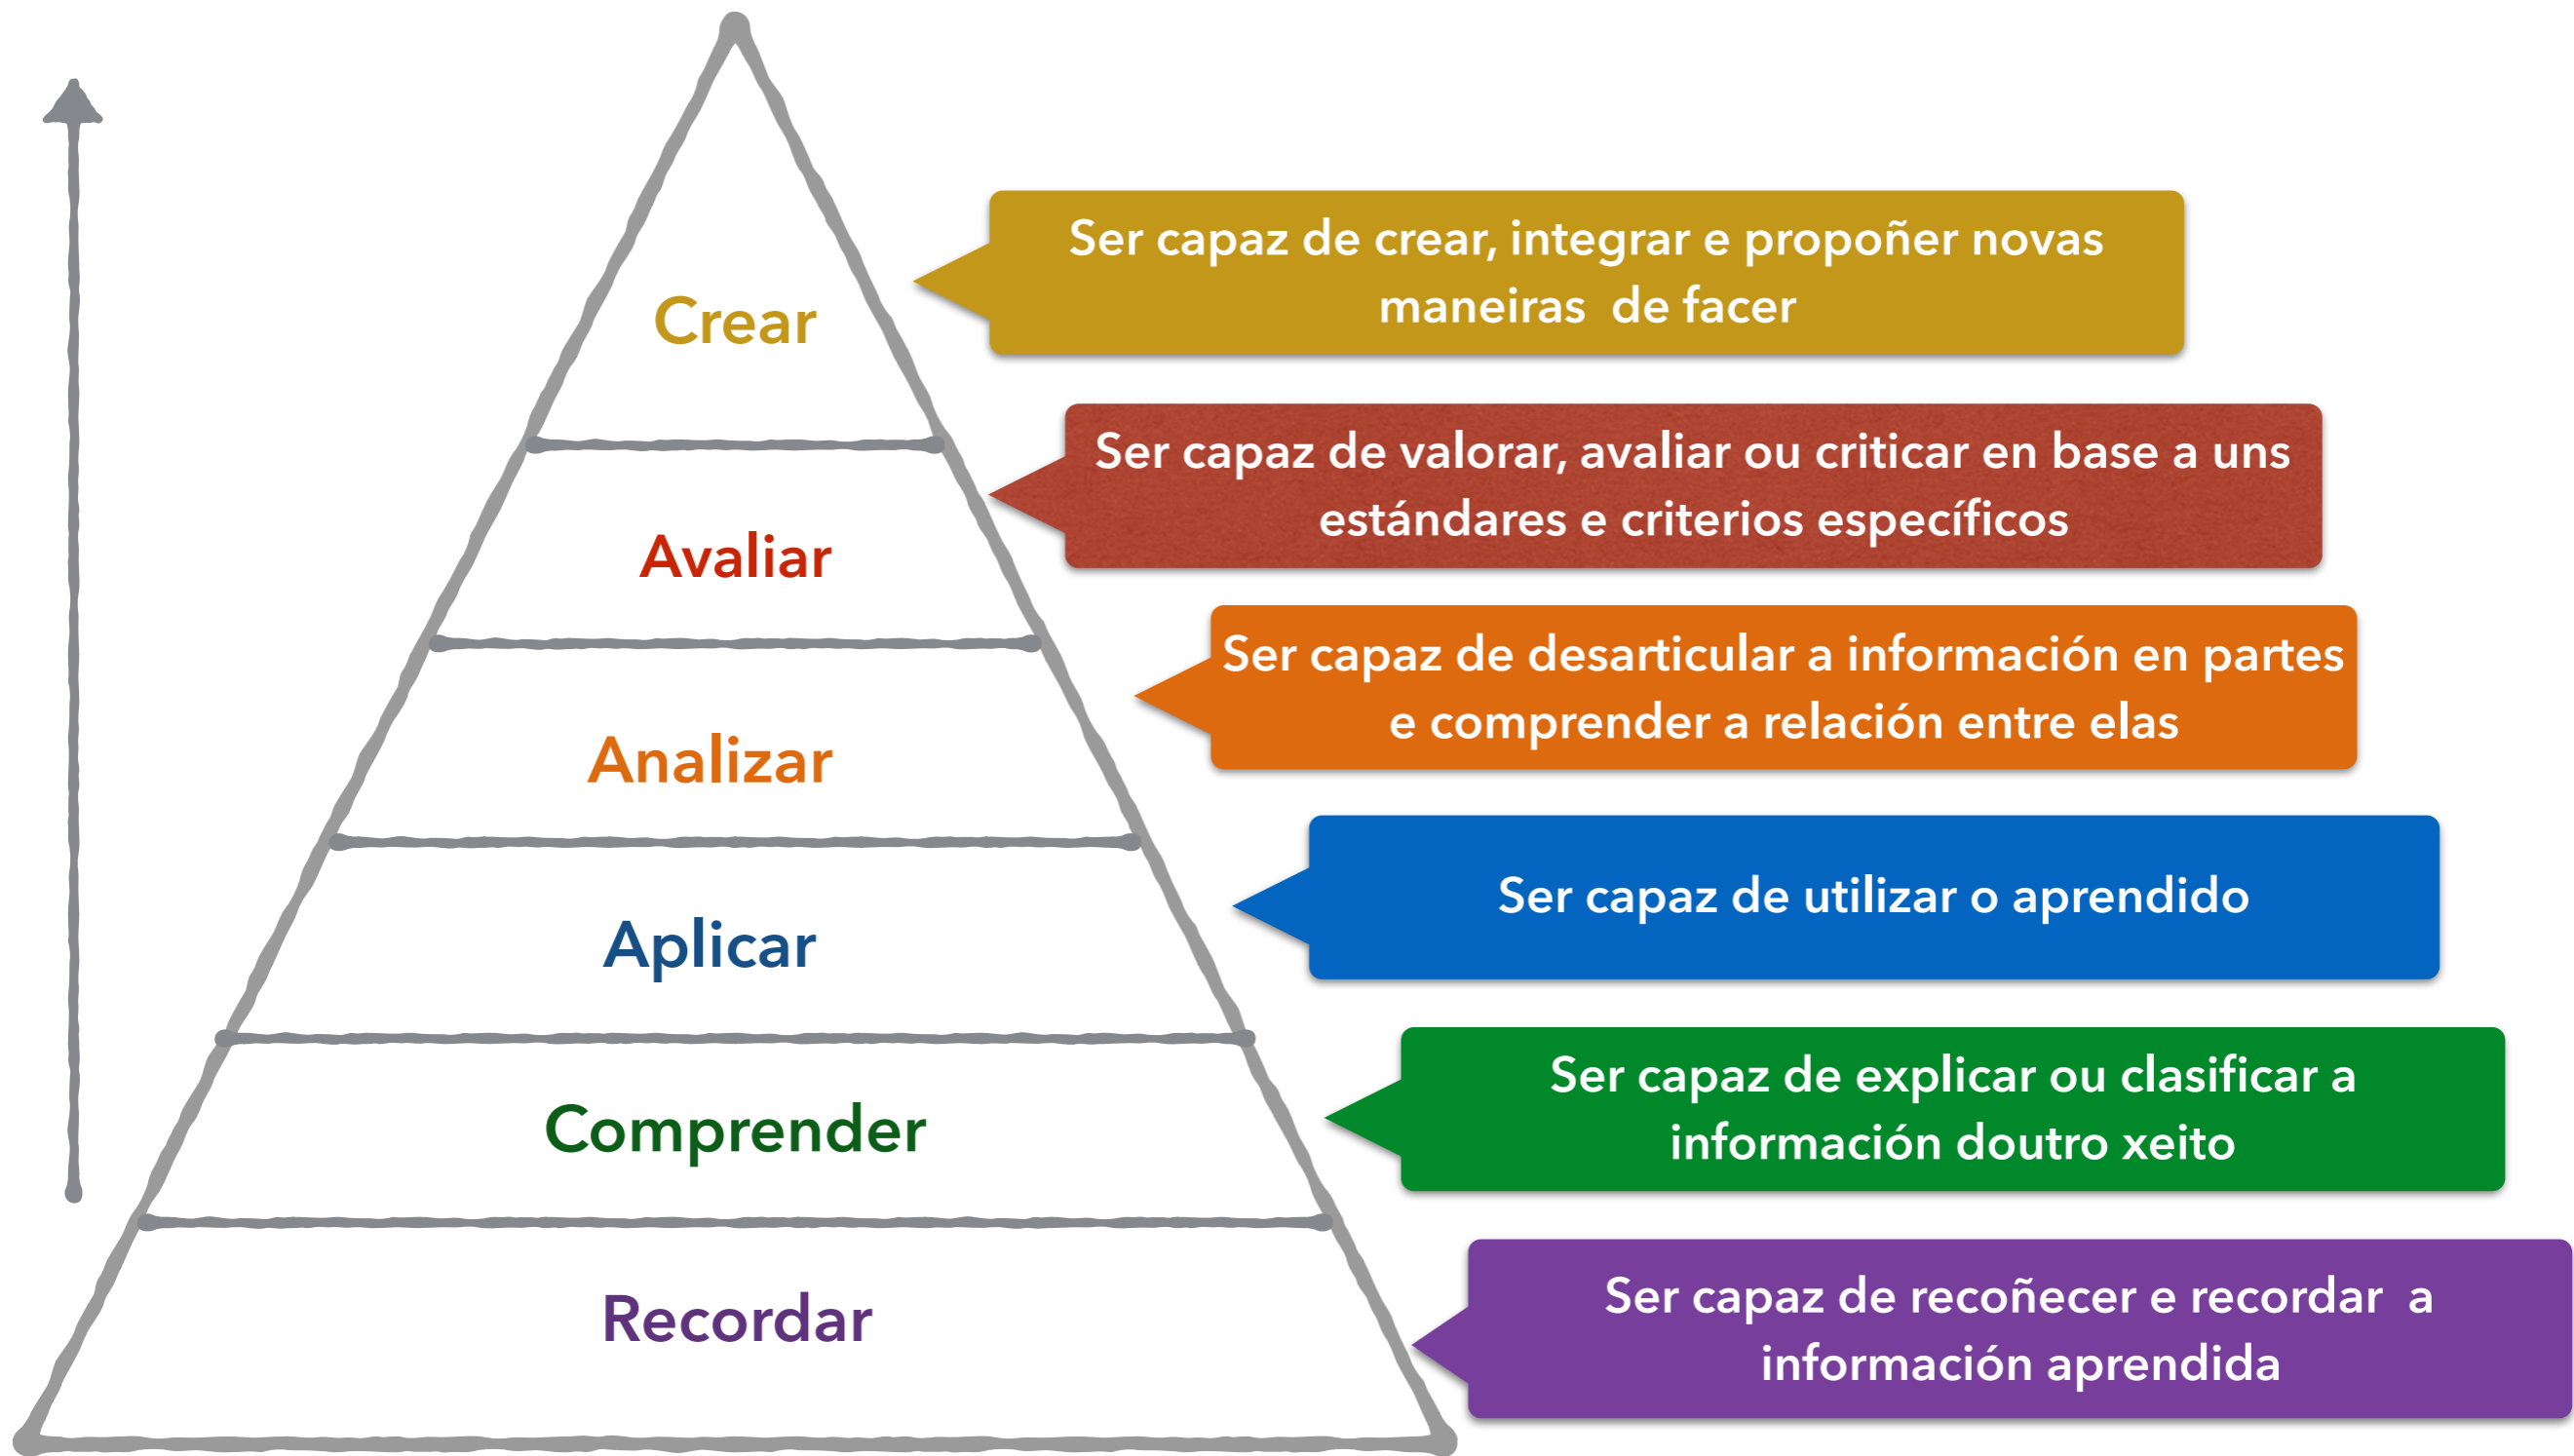 Crear
Ser capaz de crear, integrar e propoñer novas
maneiras de facer
Avaliar
Ser capaz de valorar, avaliar ou criticar en base a uns
estándares e criterios específicos
Analizar
Ser capaz de desarticular a información en partes
e comprender a relación entre elas
Aplicar
Ser capaz de utilizar o aprendido
Comprender
Ser capaz de explicar ou clasificar a
información doutro xeito
Recordar
Ser capaz de recoñecer e recordar a
información aprendida